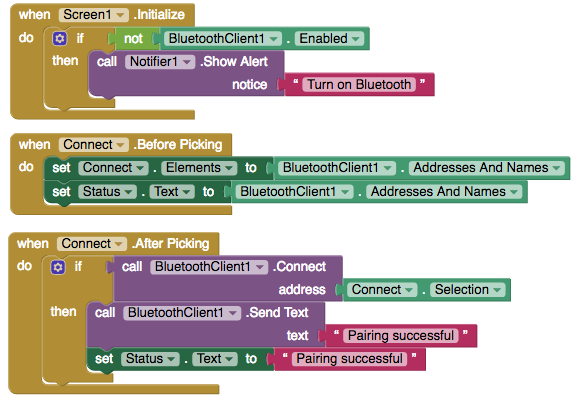 when Screen1 .Initialize
do if not BluetoothClient1 . Enabled
then call Notifier1 .Show Alert
notice " Turn on Bluetooth "
when Connect .Before Picking
do set Connect . Elements to BluetoothClient1 . Addresses And Names
set Status . Text to BluetoothClient1 . Addresses And Names
when Connect .After Picking
do if call BluetoothClient1 .Connect
address Connect . Selection
then call BluetoothClient1 .Send Text
text " Pairing successful "
set Status . Text to " Pairing successful "